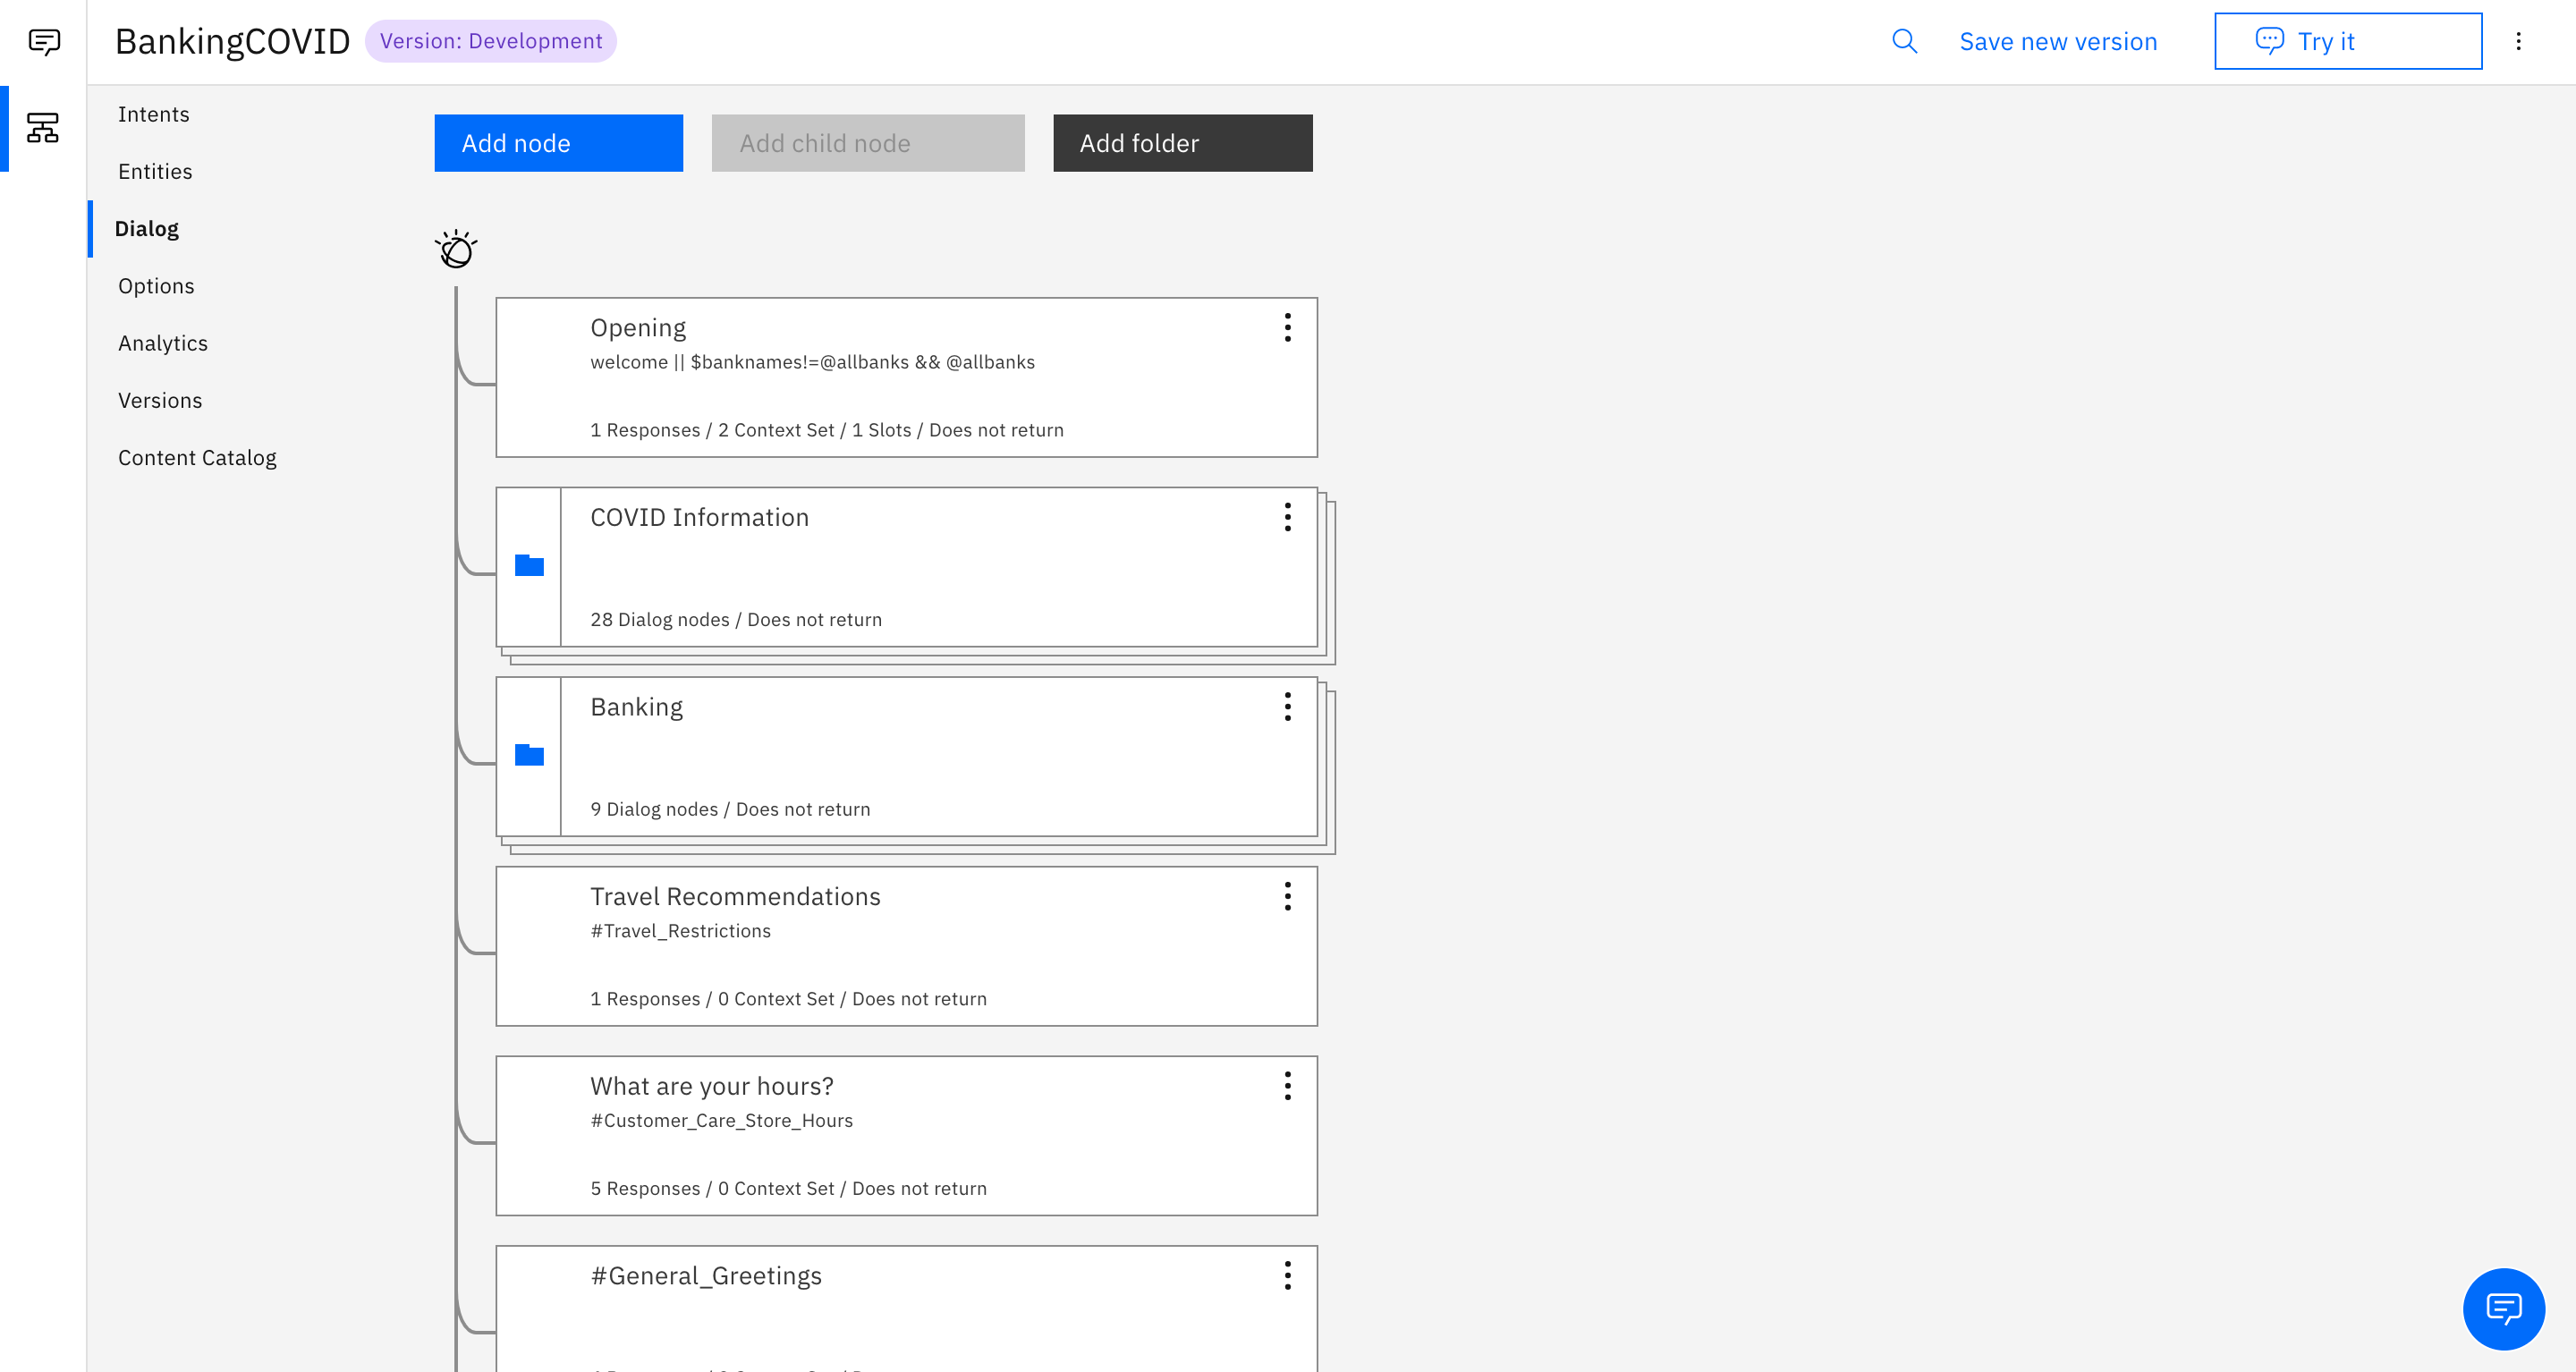 BankingCOVID
Version: Development
Save new version
Try it
Intents
Entities
Dialog
Options
Analytics
Versions
Content Catalog
Add node
Add child node
Add folder
Opening
welcome || $banknames!=@allbanks && @allbanks
1 Responses / 2 Context Set / 1 Slots / Does not return
COVID Information
28 Dialog nodes / Does not return
Banking
9 Dialog nodes / Does not return
Travel Recommendations
#Travel_Restrictions
1 Responses / 0 Context Set / Does not return
What are your hours?
#Customer_Care_Store_Hours
5 Responses / 0 Context Set / Does not return
#General_Greetings